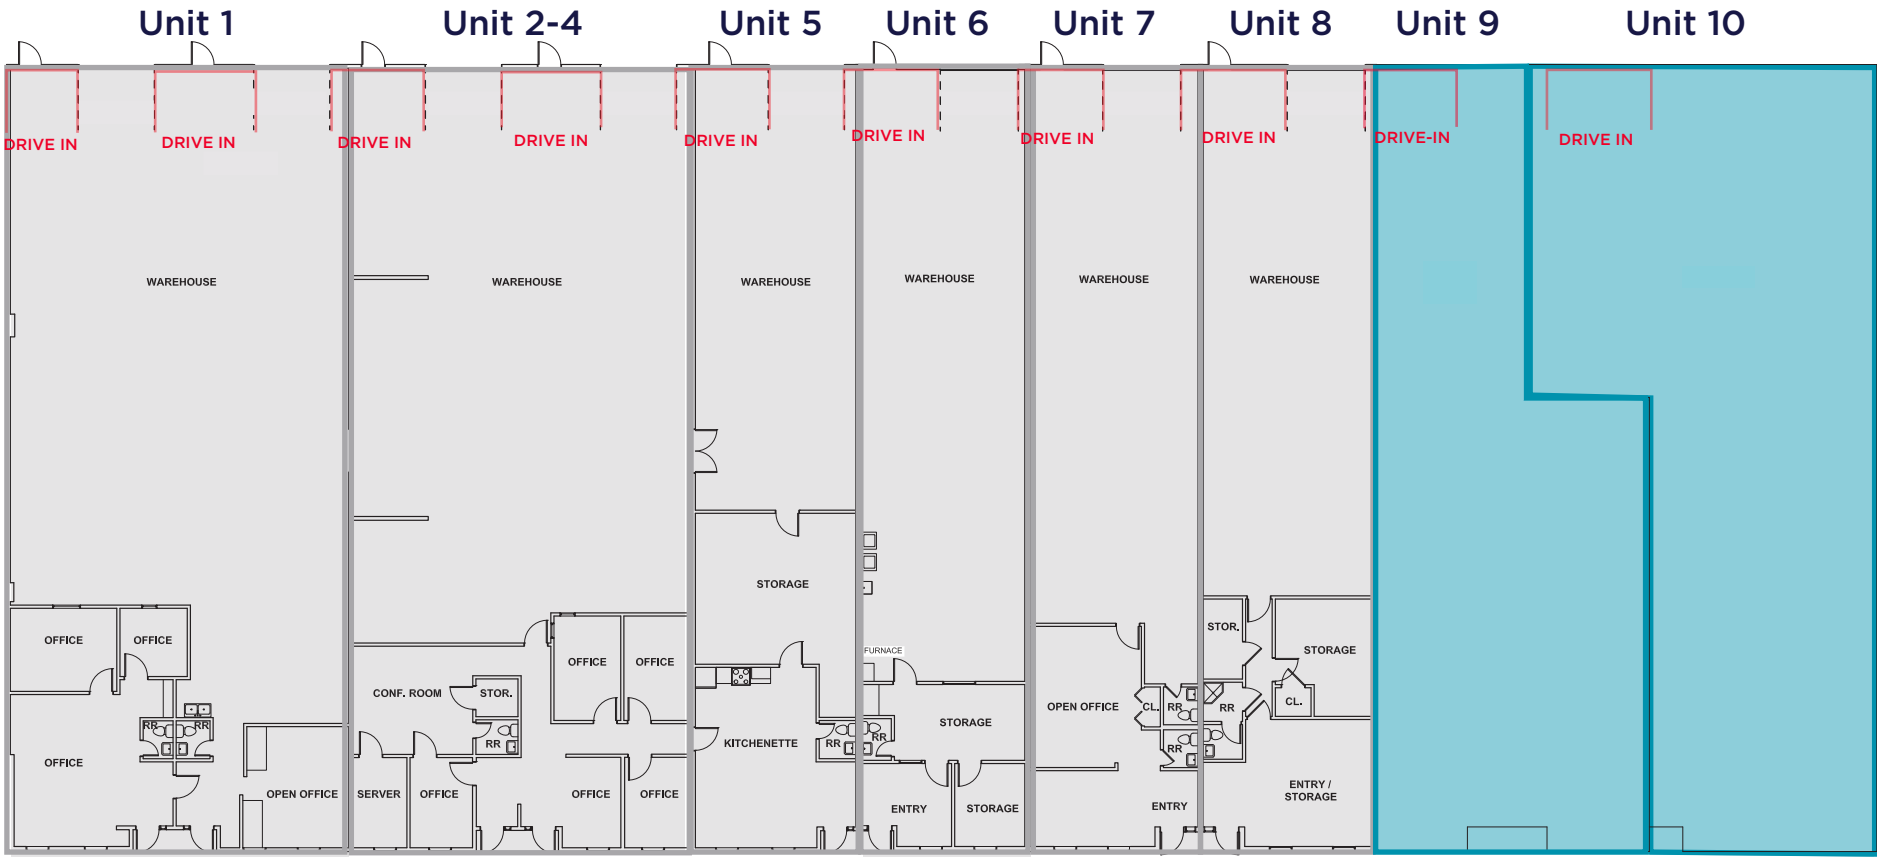 Unit 1
Unit 2-4
Unit 5
Unit 6
Unit 7
Unit 8
Unit 9
Unit 10
DRIVE IN
DRIVE IN
DRIVE IN
DRIVE IN
DRIVE IN
DRIVE IN
DRIVE IN
DRIVE IN
DRIVE-IN
DRIVE IN
WAREHOUSE
WAREHOUSE
WAREHOUSE
WAREHOUSE
WAREHOUSE
WAREHOUSE
OFFICE
OFFICE
RR
RR
OFFICE
OPEN OFFICE
OFFICE
OFFICE
CONF. ROOM
STOR.
RR
SERVER
OFFICE
OFFICE
OFFICE
STORAGE
KITCHENETTE
RR
FURNACE
STORAGE
RR
ENTRY
STORAGE
OPEN OFFICE
CL.
RR
RR
ENTRY
STOR.
STORAGE
CL.
RR
ENTRY /
STORAGE